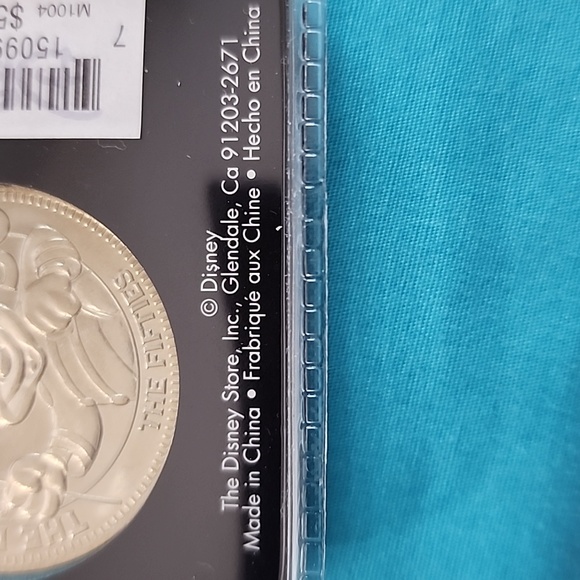 © Disney
The Disney Store, Inc., Glendale, Ca 91203-2671
Made in China • Frabriqué aux Chine • Hecho en China
THE FIFTIES
M1004
7